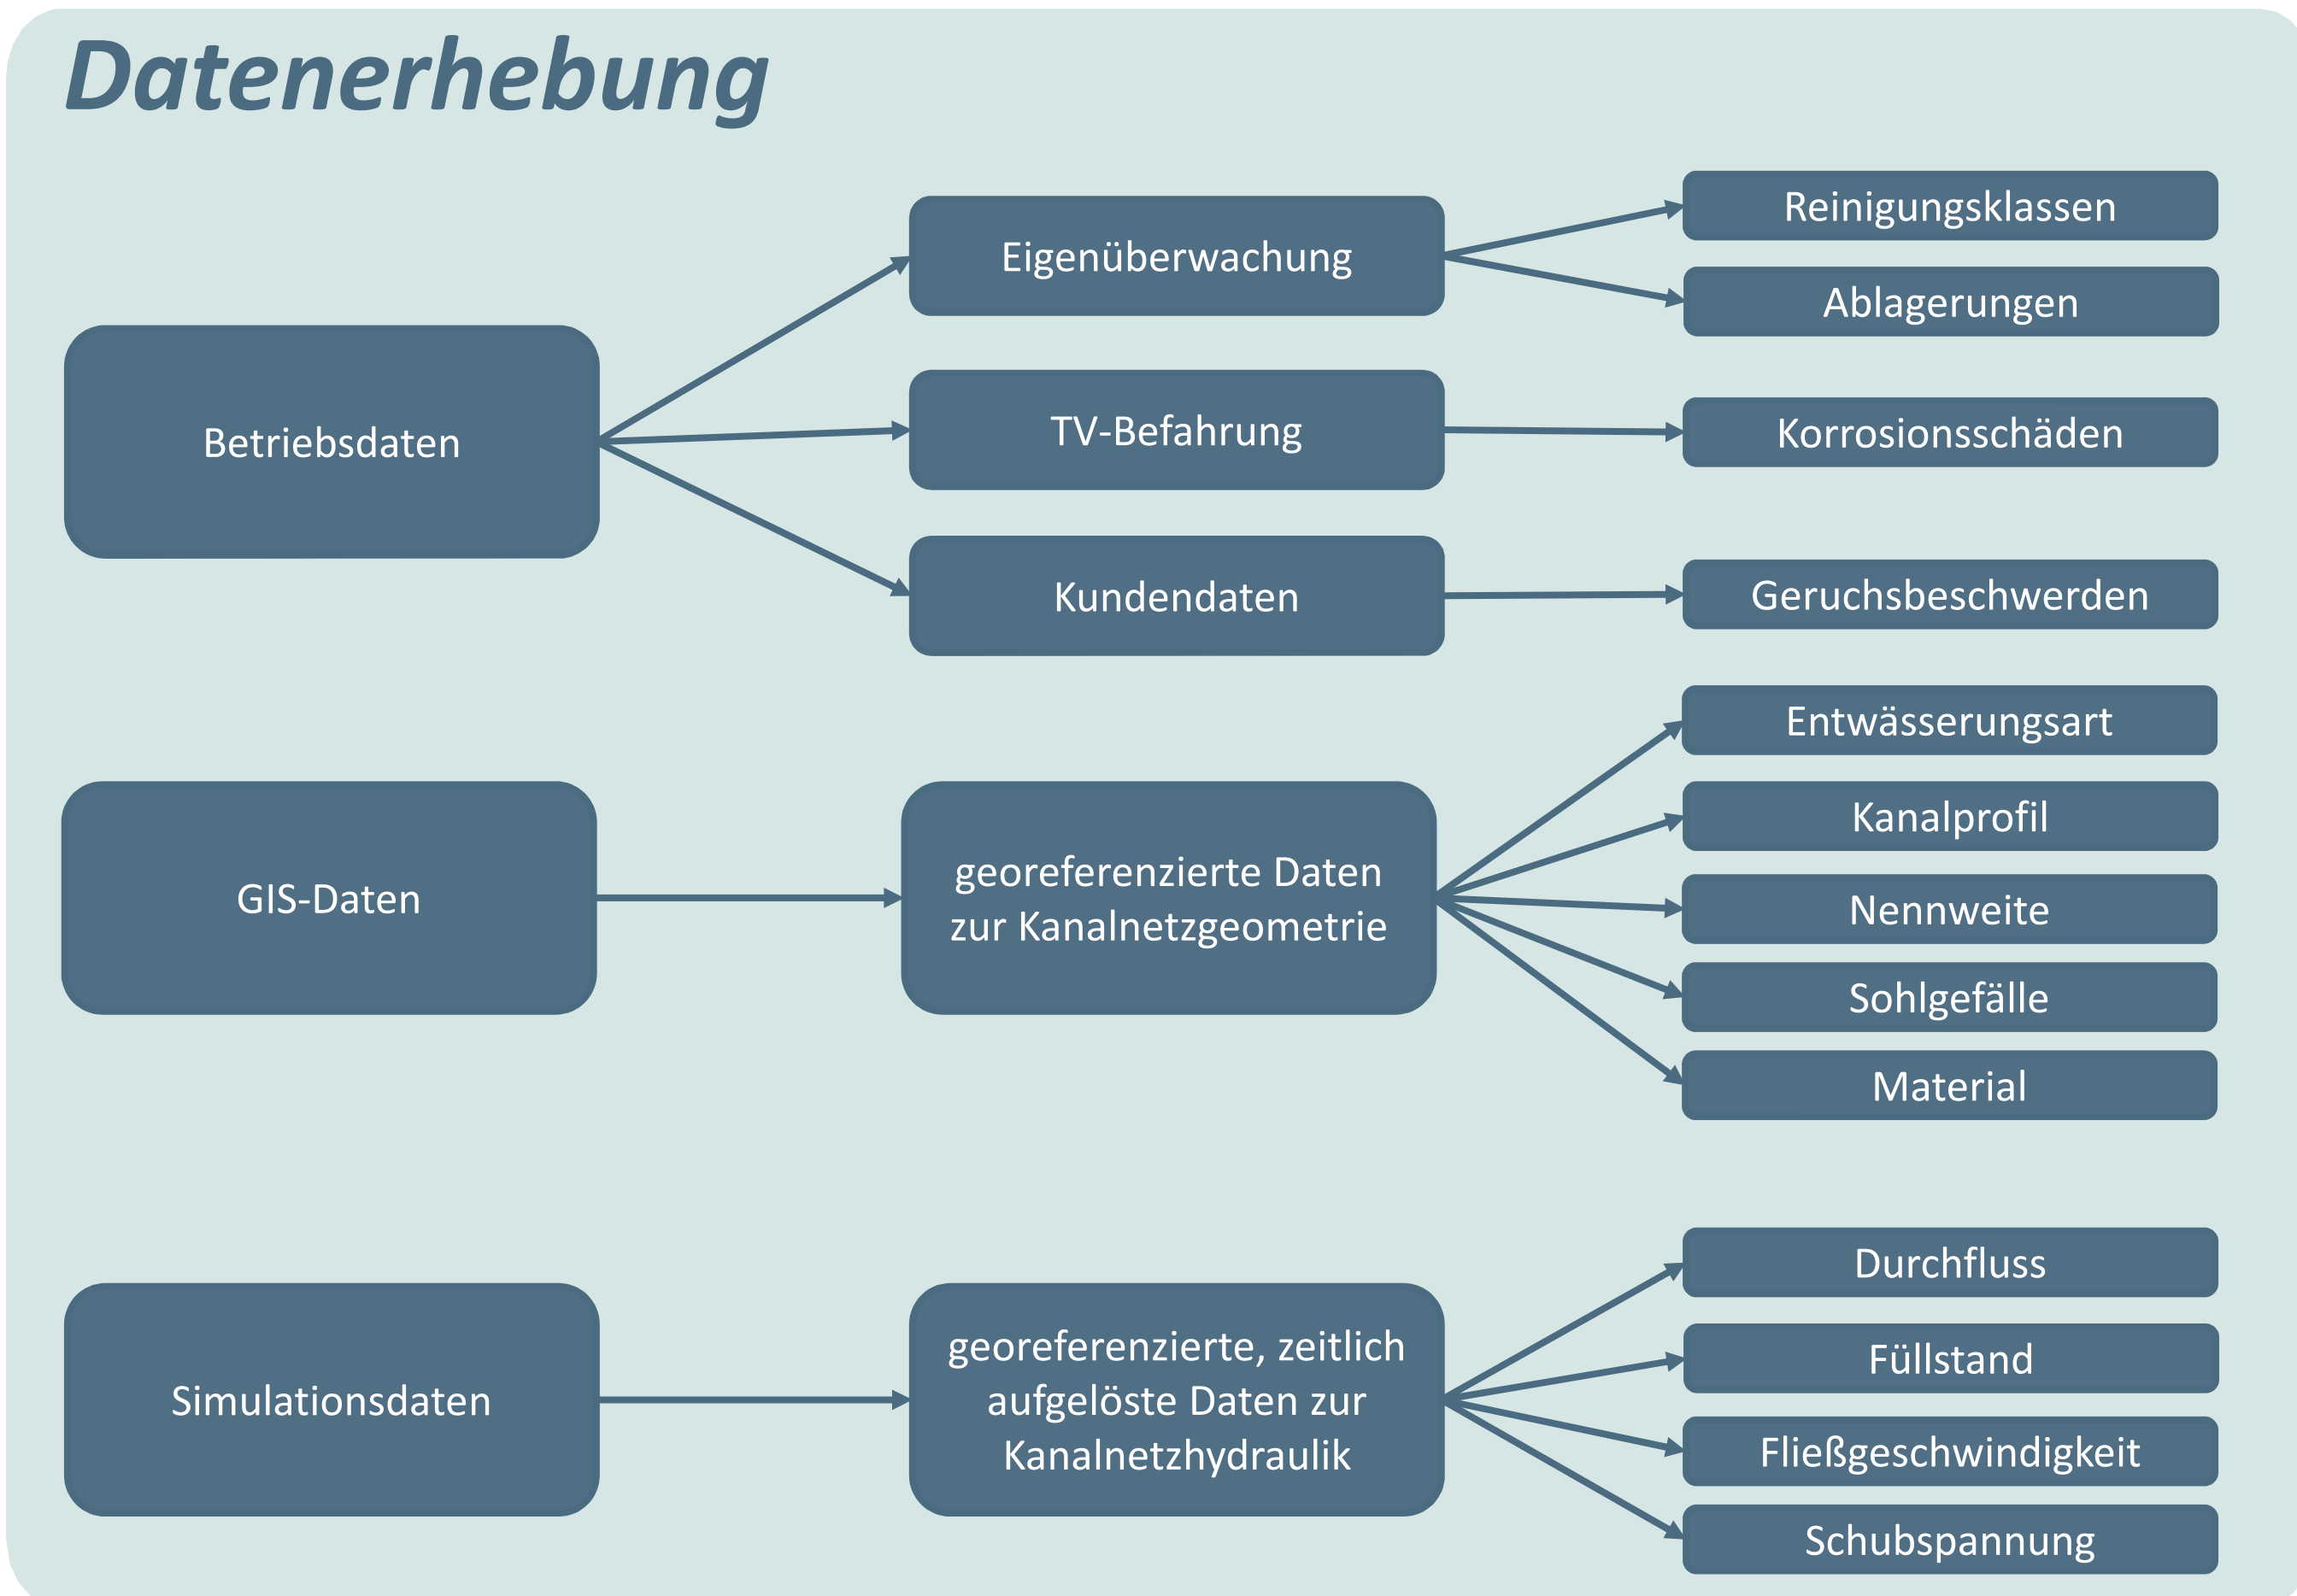 Datenerhebung
Betriebsdaten
Eigenüberwachung
Reinigungsklassen
Ablagerungen
TV-Befahrung
Korrosionsschäden
Kundendaten
Geruchsbeschwerden
GIS-Daten
georeferenzierte Daten
zur Kanalnetzgeometrie
Entwässerungsart
Kanalprofil
Nennweite
Sohlgefälle
Material
Simulationsdaten
georeferenzierte, zeitlich
aufgelöste Daten zur
Kanalnetzhydraulik
Durchfluss
Füllstand
Fließgeschwindigkeit
Schubspannung